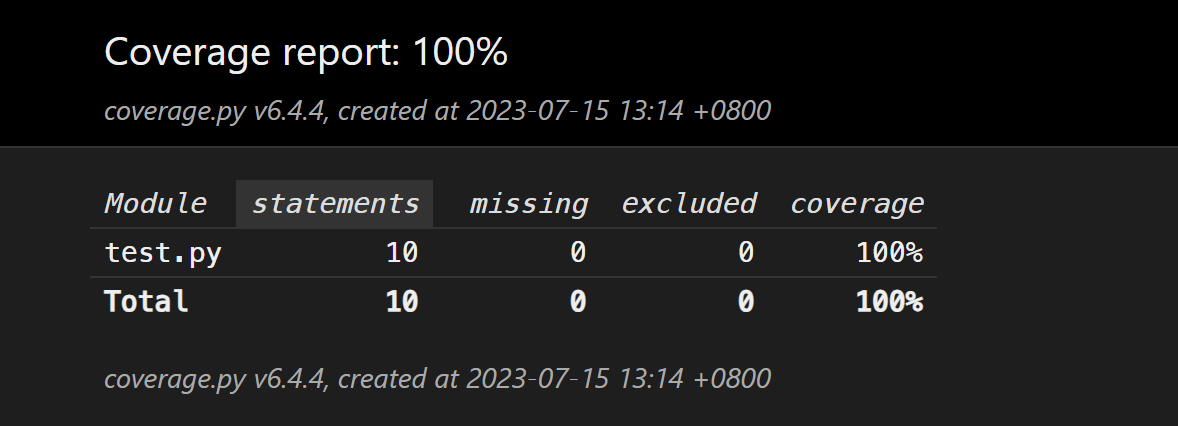 Coverage report: 100%
coverage.py v6.4.4, created at 2023-07-15 13:14 +0800
Module statements missing excluded coverage
test.py 10 0 0 100%
Total 10 0 0 100%
coverage.py v6.4.4, created at 2023-07-15 13:14 +0800